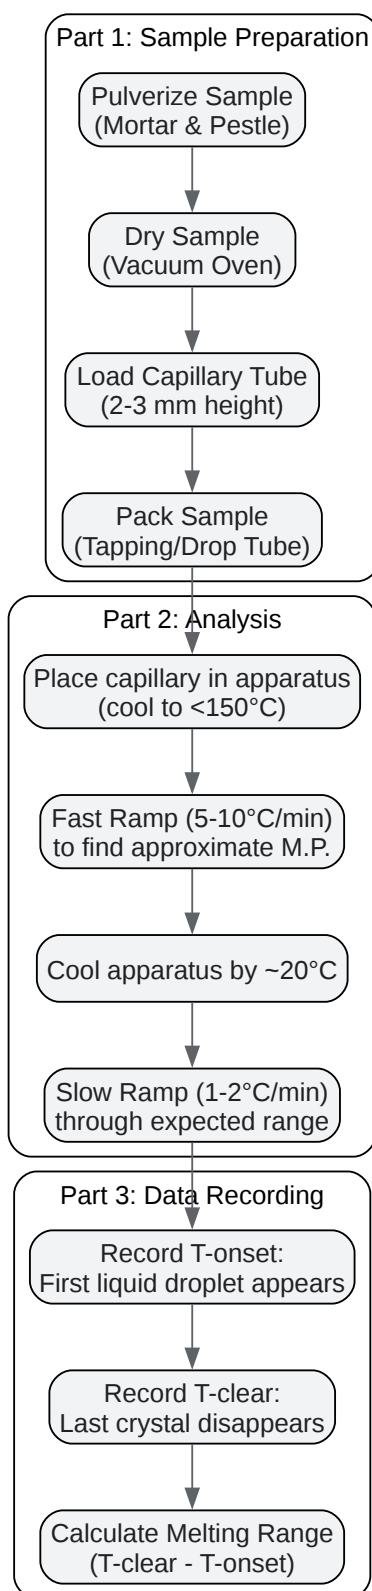 Part 1: Sample Preparation
Pulverize Sample
(Mortar & Pestle)
Dry Sample
(Vacuum Oven)
Load Capillary Tube
(2-3 mm height)
Pack Sample
(Tapping/Drop Tube)
Part 2: Analysis
Place capillary in apparatus
(cool to <150°C)
Fast Ramp (5-10°C/min)
to find approximate M.P.
Cool apparatus by ~20°C
Slow Ramp (1-2°C/min)
through expected range
Part 3: Data Recording
Record T-onset:
First liquid droplet appears
Record T-clear:
Last crystal disappears
Calculate Melting Range
(T-clear - T-onset)